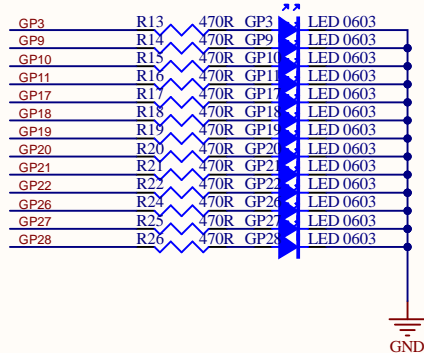 GP3 R13 470R GP3 LED 0603
GP9 R14 470R GP9 LED 0603
GP10 R15 470R GP10 LED 0603
GP11 R16 470R GP11 LED 0603
GP17 R17 470R GP17 LED 0603
GP18 R18 470R GP18 LED 0603
GP19 R19 470R GP19 LED 0603
GP20 R20 470R GP20 LED 0603
GP21 R21 470R GP21 LED 0603
GP22 R22 470R GP22 LED 0603
GP26 R24 470R GP26 LED 0603
GP27 R25 470R GP27 LED 0603
GP28 R26 470R GP28 LED 0603
GND